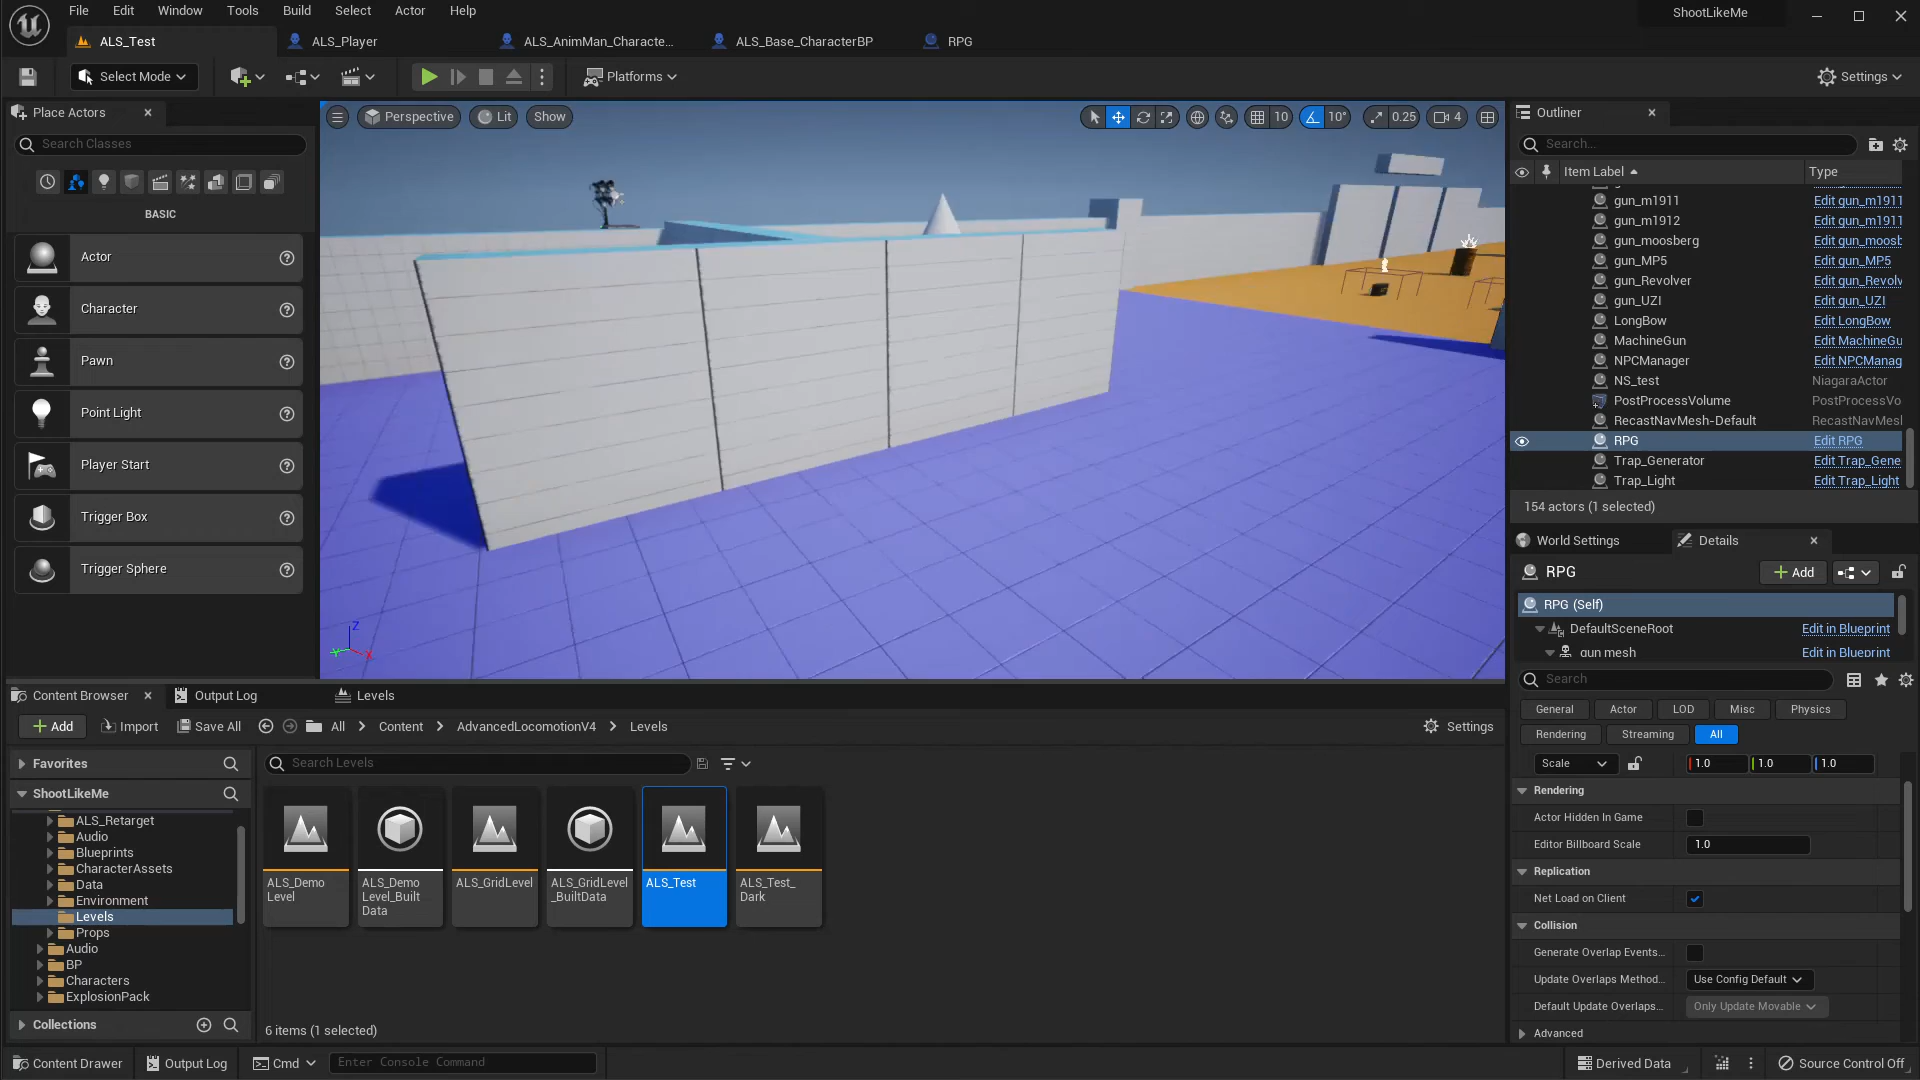 File Edit View Window Tools Build Select Actor Help
ShootLikeMe
ALS_Test
ALS_Player
ALS_AnimMan_Characte...
ALS_Base_CharacterBP
RPG
Select Mode
Platforms
Settings
Place Actors
Search Classes
BASIC
Actor
Character
Pawn
Point Light
Player Start
Trigger Box
Trigger Sphere
Perspective
Lit
Show
10
10°
0.25
4
Z
Y
X
Outliner
Search...
Item Label
Type
gun_m1911 Edit gun_m1911
gun_m1912 Edit gun_m1911
gun_moosberg Edit gun_moosb
gun_MP5 Edit gun_MP5
gun_Revolver Edit gun_Revolv
gun_UZI Edit gun_UZI
LongBow Edit LongBow
MachineGun Edit MachineGu
NPCManager Edit NPCManag
NS_test NiagaraActor
PostProcessVolume PostProcessVo
RecastNavMesh-Default RecastNavMesl
RPG Edit RPG
Trap_Generator Edit Trap_Gene
Trap_Light Edit Trap_Light
154 actors (1 selected)
World Settings
Details
RPG
Add
RPG (Self)
DefaultSceneRoot Edit in Blueprint
gun mesh Edit in Blueprint
Search
General Actor LOD Misc Physics
Rendering Streaming All
Scale 1.0 1.0 1.0
Rendering
Actor Hidden In Game
Editor Billboard Scale 1.0
Replication
Net Load on Client
Collision
Generate Overlap Events...
Update Overlaps Method... Use Config Default
Default Update Overlaps... Only Update Movable
Advanced
Content Browser
Output Log
Levels
Add
Import
Save All
All
Content
AdvancedLocomotionV4
Levels
Settings
Favorites
ShootLikeMe
ALS_Retarget
Audio
Blueprints
CharacterAssets
Data
Environment
Levels
Props
Audio
BP
Characters
ExplosionPack
Collections
Search Levels
ALS_Demo
Level
ALS_Demo
Level_Built
Data
ALS_GridLevel
ALS_GridLevel
_BuiltData
ALS_Test
ALS_Test_
Dark
6 items (1 selected)
Content Drawer
Output Log
Cmd
Enter Console Command
Derived Data
Source Control Off